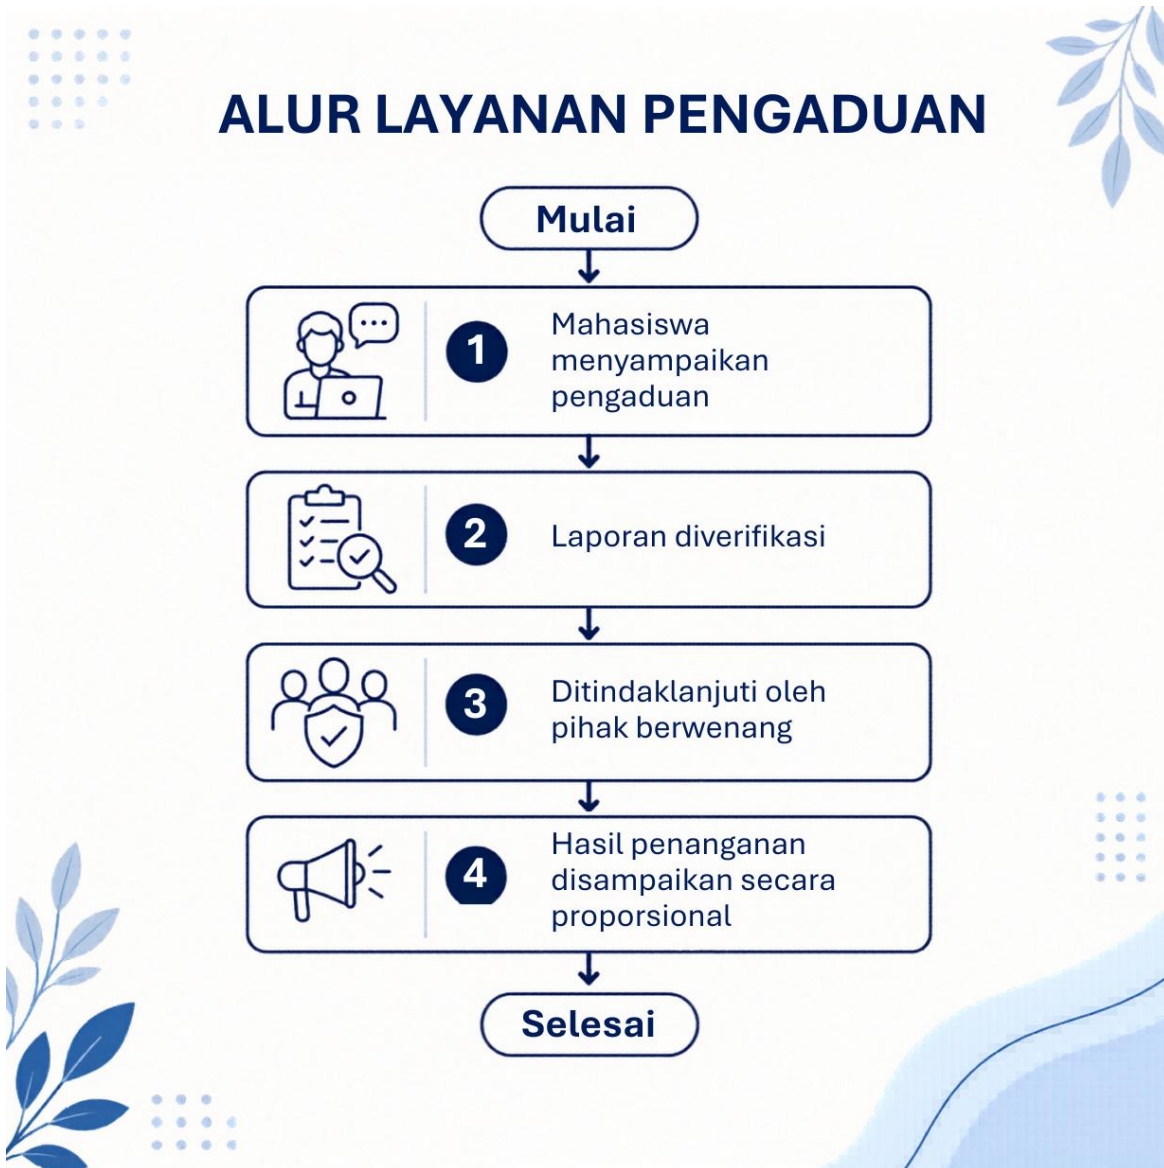 ALUR LAYANAN PENGADUAN
Mulai
1
Mahasiswa
menyampaikan
pengaduan
2
Laporan diverifikasi
3
Ditindaklanjuti oleh
pihak berwenang
4
Hasil penanganan
disampaikan secara
proporsional
Selesai